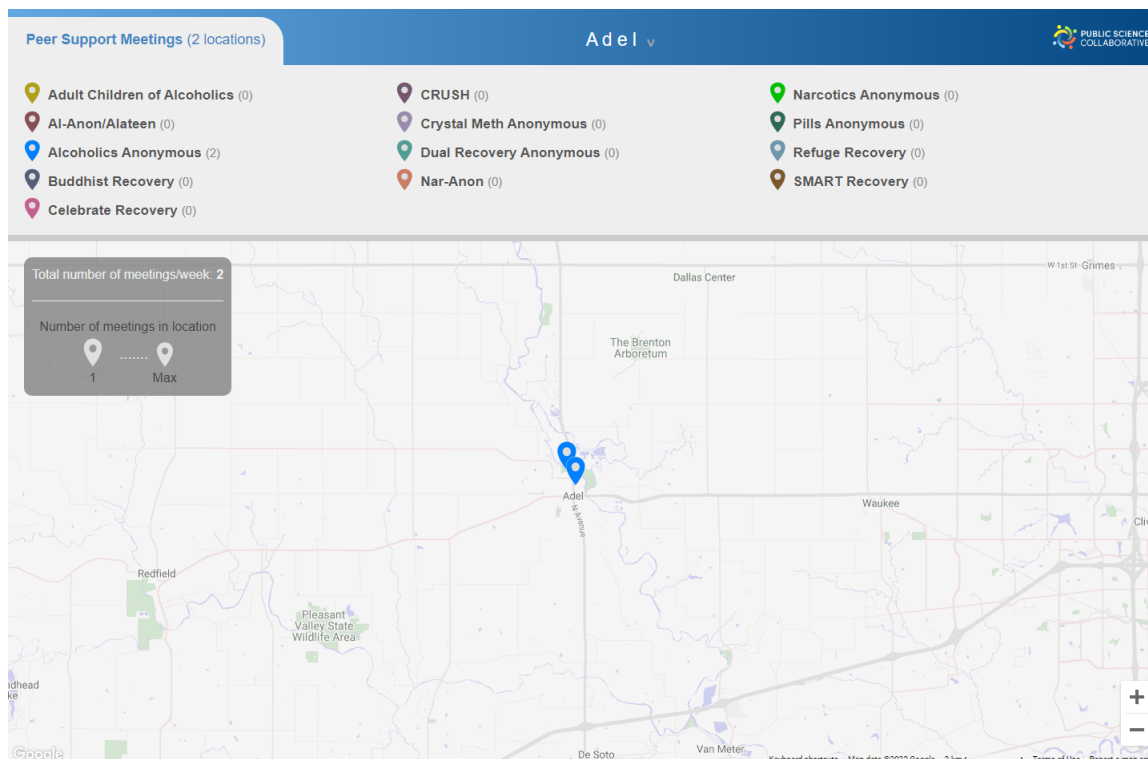 Peer Support Meetings (2 locations)
Adel v
PUBLIC SCIENCE
COLLABORATIVE
Adult Children of Alcoholics (0)
Al-Anon/Alateen (0)
Alcoholics Anonymous (2)
Buddhist Recovery (0)
Celebrate Recovery (0)
CRUSH (0)
Crystal Meth Anonymous (0)
Dual Recovery Anonymous (0)
Nar-Anon (0)
Narcotics Anonymous (0)
Pills Anonymous (0)
Refuge Recovery (0)
SMART Recovery (0)
Total number of meetings/week: 2
Number of meetings in location
1 ....... Max
Dallas Center
W 1st St
Grimes
The Brenton
Arboretum
Adel
N Avenue
Waukee
Cliv
Redfield
Pleasant
Valley State
Wildlife Area
ndhead
ke
De Soto
Van Meter
+
−
Google